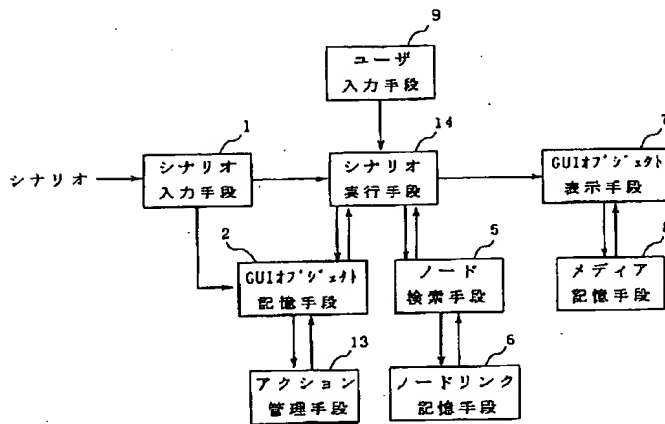 9
ユーザ
入力手段
1
14
7
シナリオ
シナリオ
入力手段
シナリオ
実行手段
GUIオブジェクト
表示手段
2
5
8
GUIオブジェクト
記憶手段
ノード
検索手段
メディア
記憶手段
13
6
アクション
管理手段
ノードリンク
記憶手段